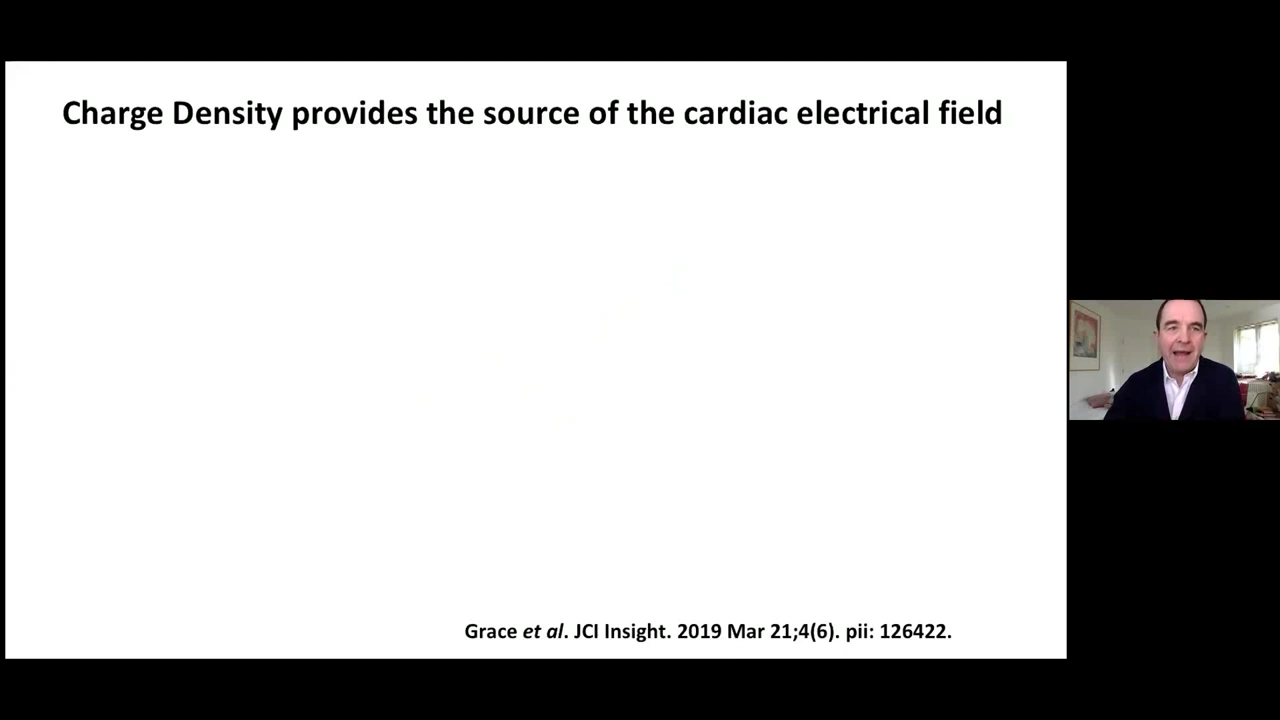 Charge Density provides the source of the cardiac electrical field
Grace et al. JCI Insight. 2019 Mar 21;4(6). pii: 126422.